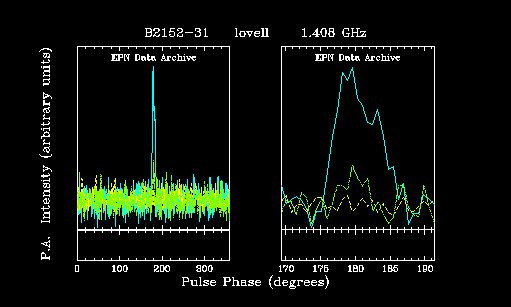 B2152-31 lovell 1.408 GHz
EPN Data Archive EPN Data Archive
P.A. Intensity (arbitrary units)
0 100 200 300 170 175 180 185 190
Pulse Phase (degrees)